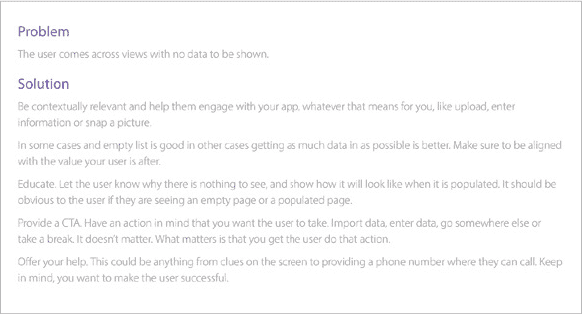 Problem
The user comes across views with no data to be shown.
Solution
Be contextually relevant and help them engage with your app, whatever that means for you, like upload, enter
information or snap a picture.
In some cases and empty list is good in other cases getting as much data in as possible is better. Make sure to be aligned
with the value your user is after.
Educate. Let the user know why there is nothing to see, and show how it will look like when it is populated. It should be
obvious to the user if they are seeing an empty page or a populated page.
Provide a CTA. Have an action in mind that you want the user to take. Import data, enter data, go somewhere else or
take a break. It doesn't matter. What matters is that you get the user do that action.
Offer your help. This could be anything from clues on the screen to providing a phone number where they can call. Keep
in mind, you want to make the user successful.